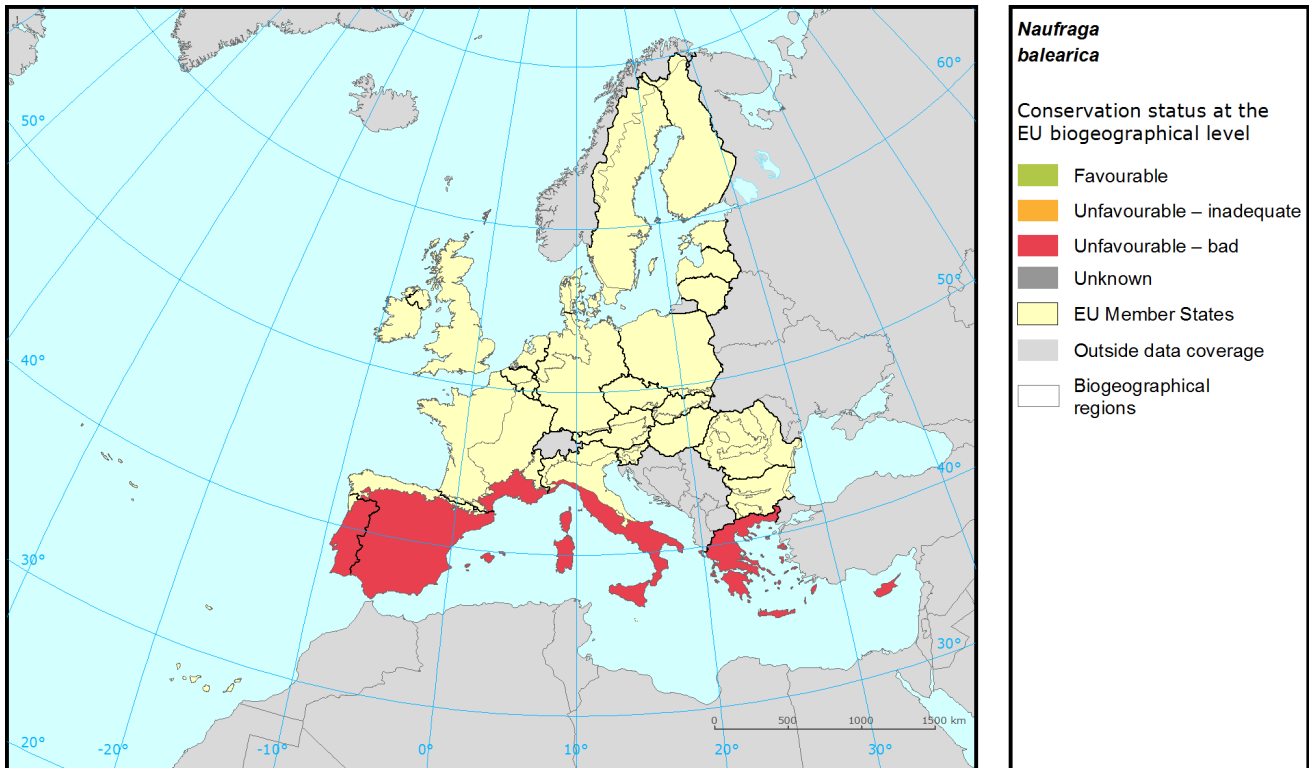 60°
50°
50°
40°
40°
30°
30°
20°
-20°
-10°
0°
10°
20°
30°
0
500
1000
1500 km
Naufraga
balearica
Conservation status at the
EU biogeographical level
Favourable
Unfavourable – inadequate
Unfavourable – bad
Unknown
EU Member States
Outside data coverage
Biogeographical
regions